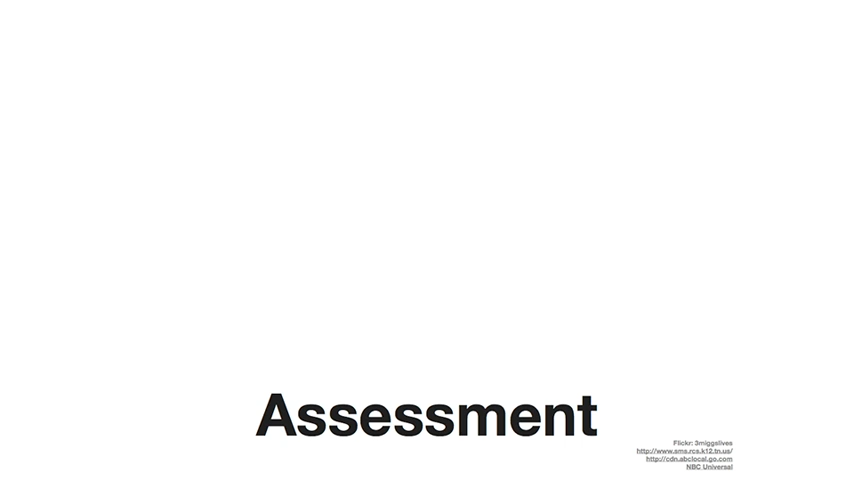 Assessment
Flickr: 3miggslives
http://www.sms.rcs.k12.tn.us/
http://cdn.abclocal.go.com
NBC Universal